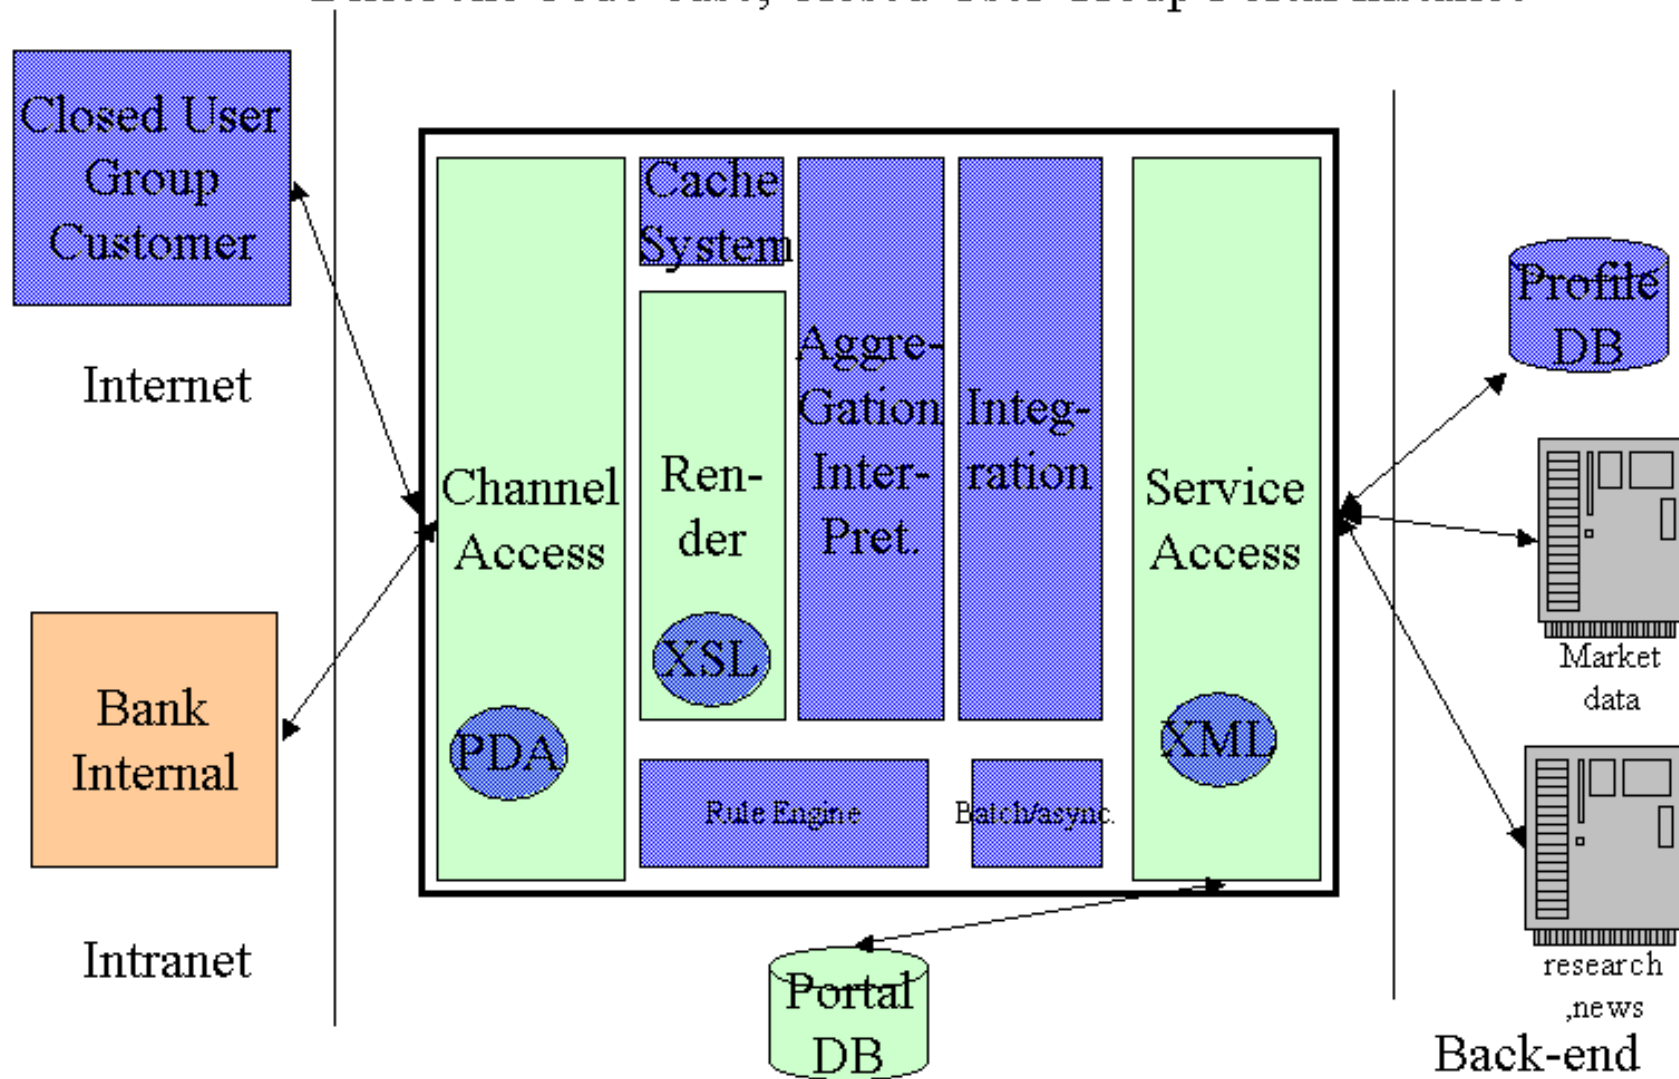 Closed User
Group
Customer
Internet
Bank
Internal
Intranet
Channel
Access
PDA
Cache
System
Ren-
der
XSL
Aggre-
Gation
Inter-
Pret.
Integ-
ration
Rule Engine
Batch/async.
Service
Access
XML
Portal
DB
Profile
DB
Market
data
research
,news
Back-end